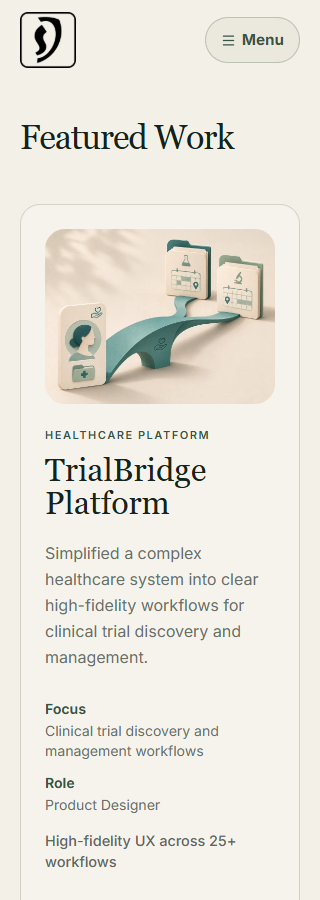 Menu
Featured Work
HEALTHCARE PLATFORM
TrialBridge
Platform
Simplified a complex
healthcare system into clear
high-fidelity workflows for
clinical trial discovery and
management.
Focus
Clinical trial discovery and
management workflows
Role
Product Designer
High-fidelity UX across 25+
workflows